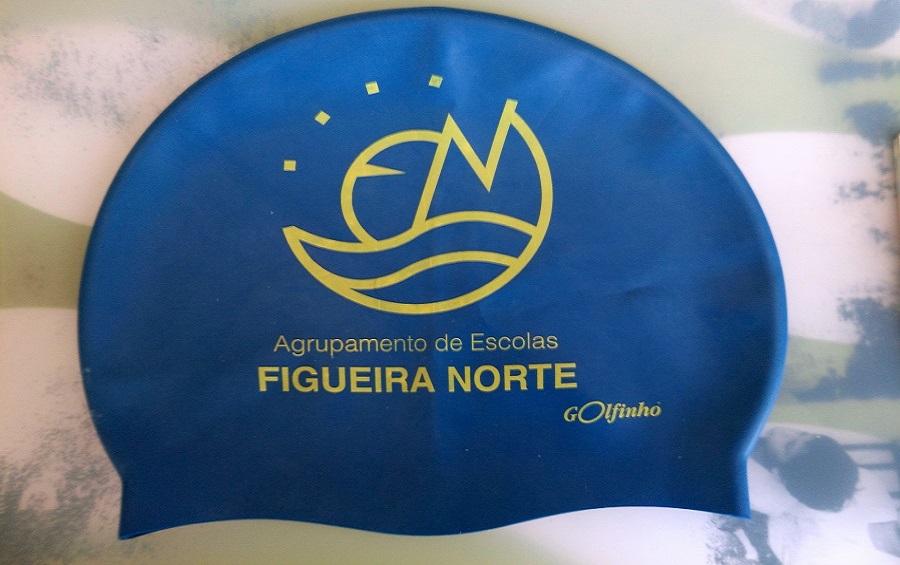 Agrupamento de Escolas
FIGUEIRA NORTE
Golfinho